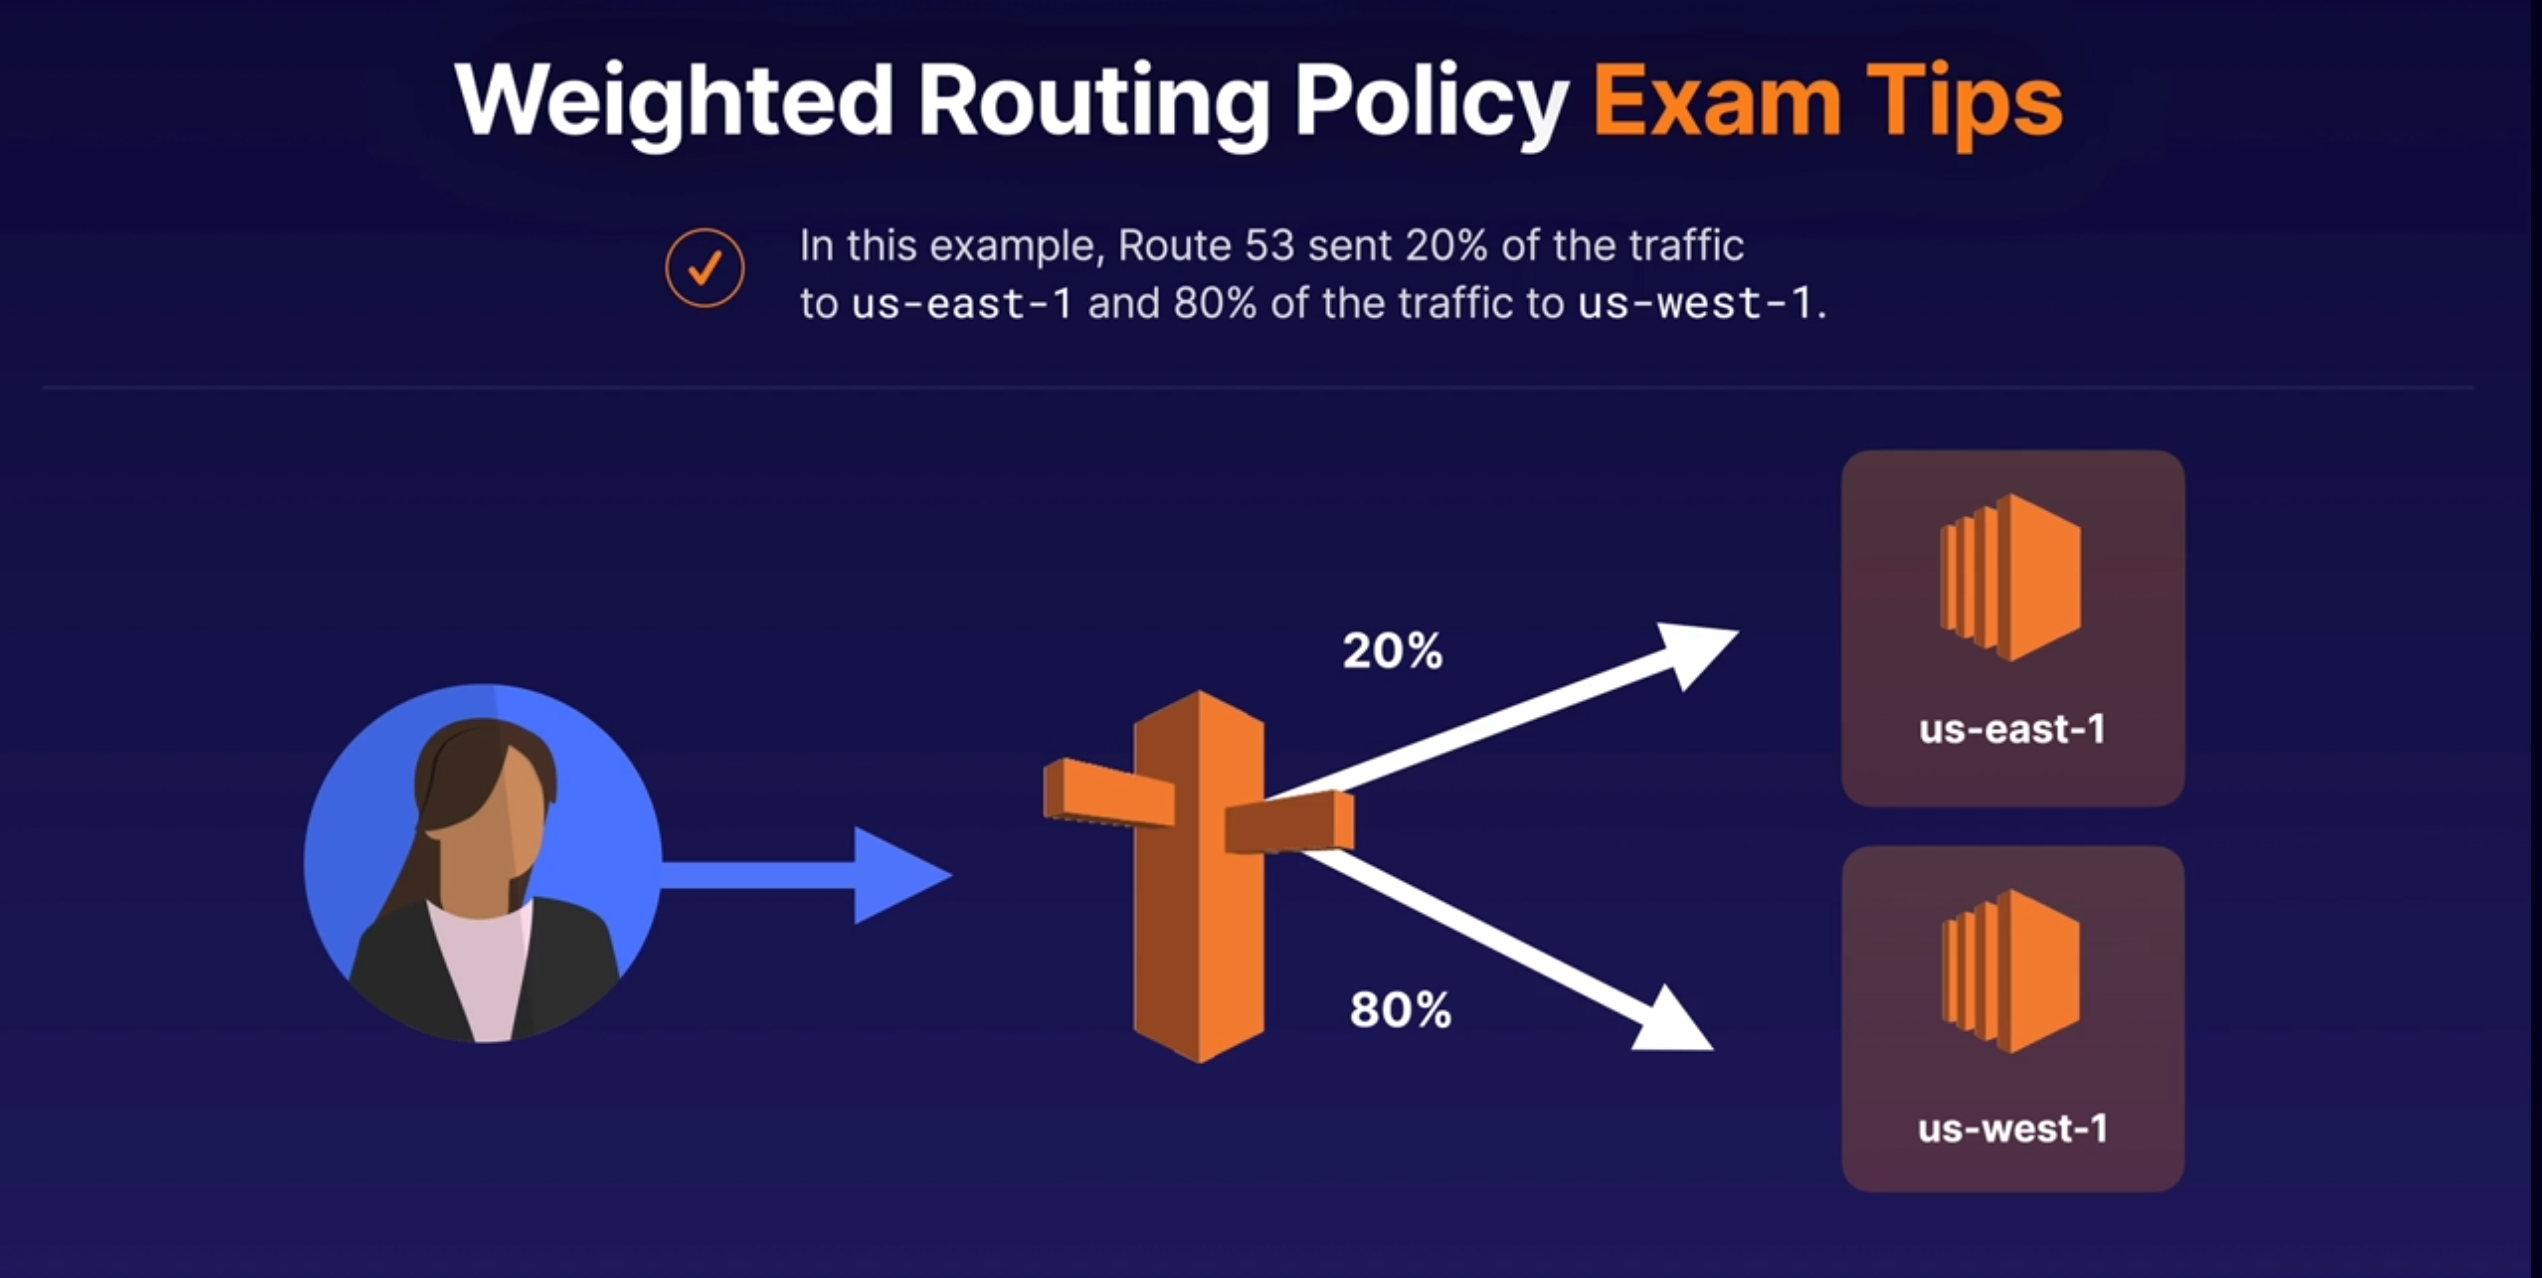 Weighted Routing Policy Exam Tips
In this example, Route 53 sent 20% of the traffic
to us-east-1 and 80% of the traffic to us-west-1.
20%
us-east-1
80%
us-west-1